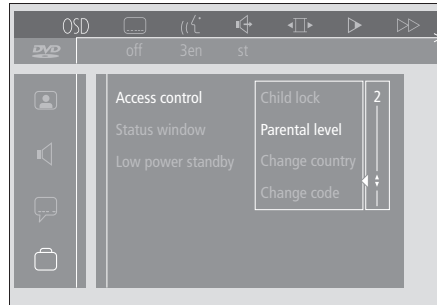 OSD
DVD off 3en st
Access control Child lock 2
Status window Parental level
Low power standby Change country
Change code